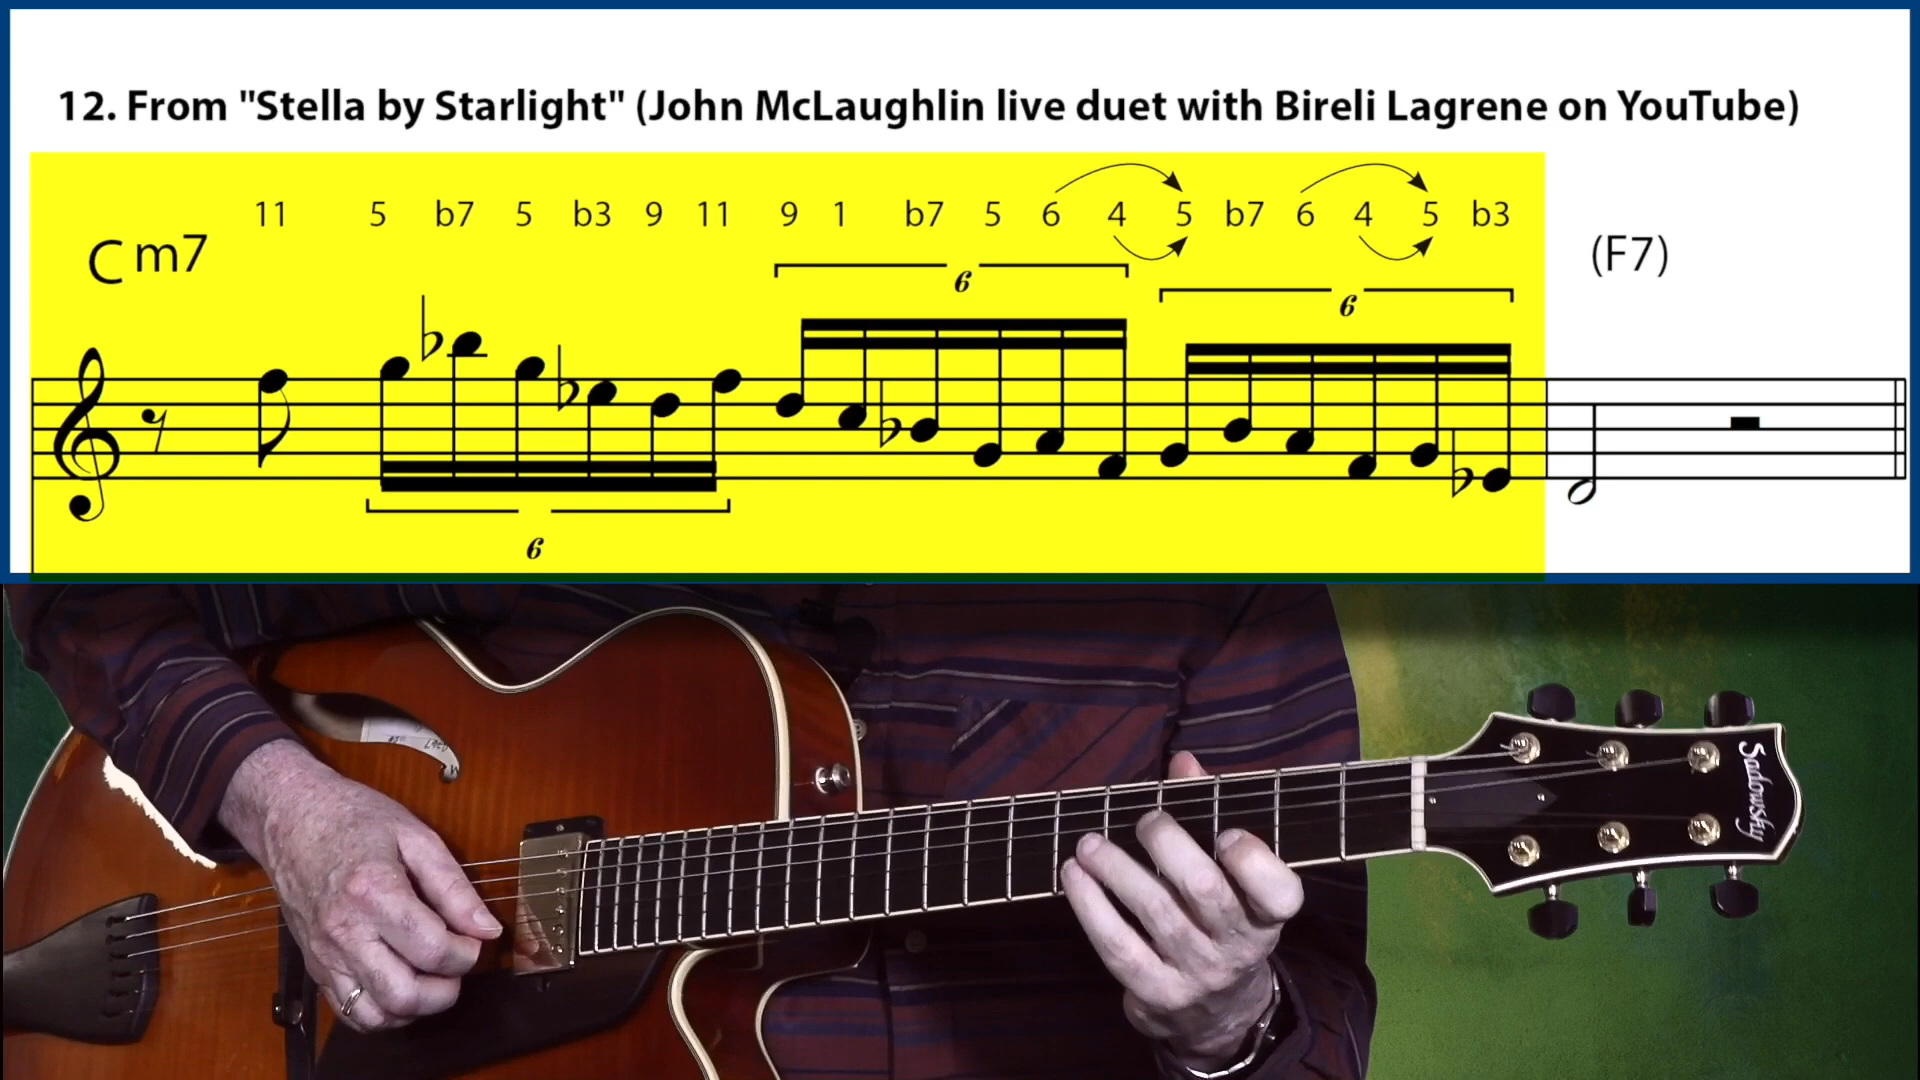 12. From "Stella by Starlight" (John McLaughlin live duet with Bireli Lagrene on YouTube)
11 5 b7 5 b3 9 11 9 1 b7 5 6 4 5 b7 6 4 5 b3
C m7 (F7)
6 6
6
Sadowsky